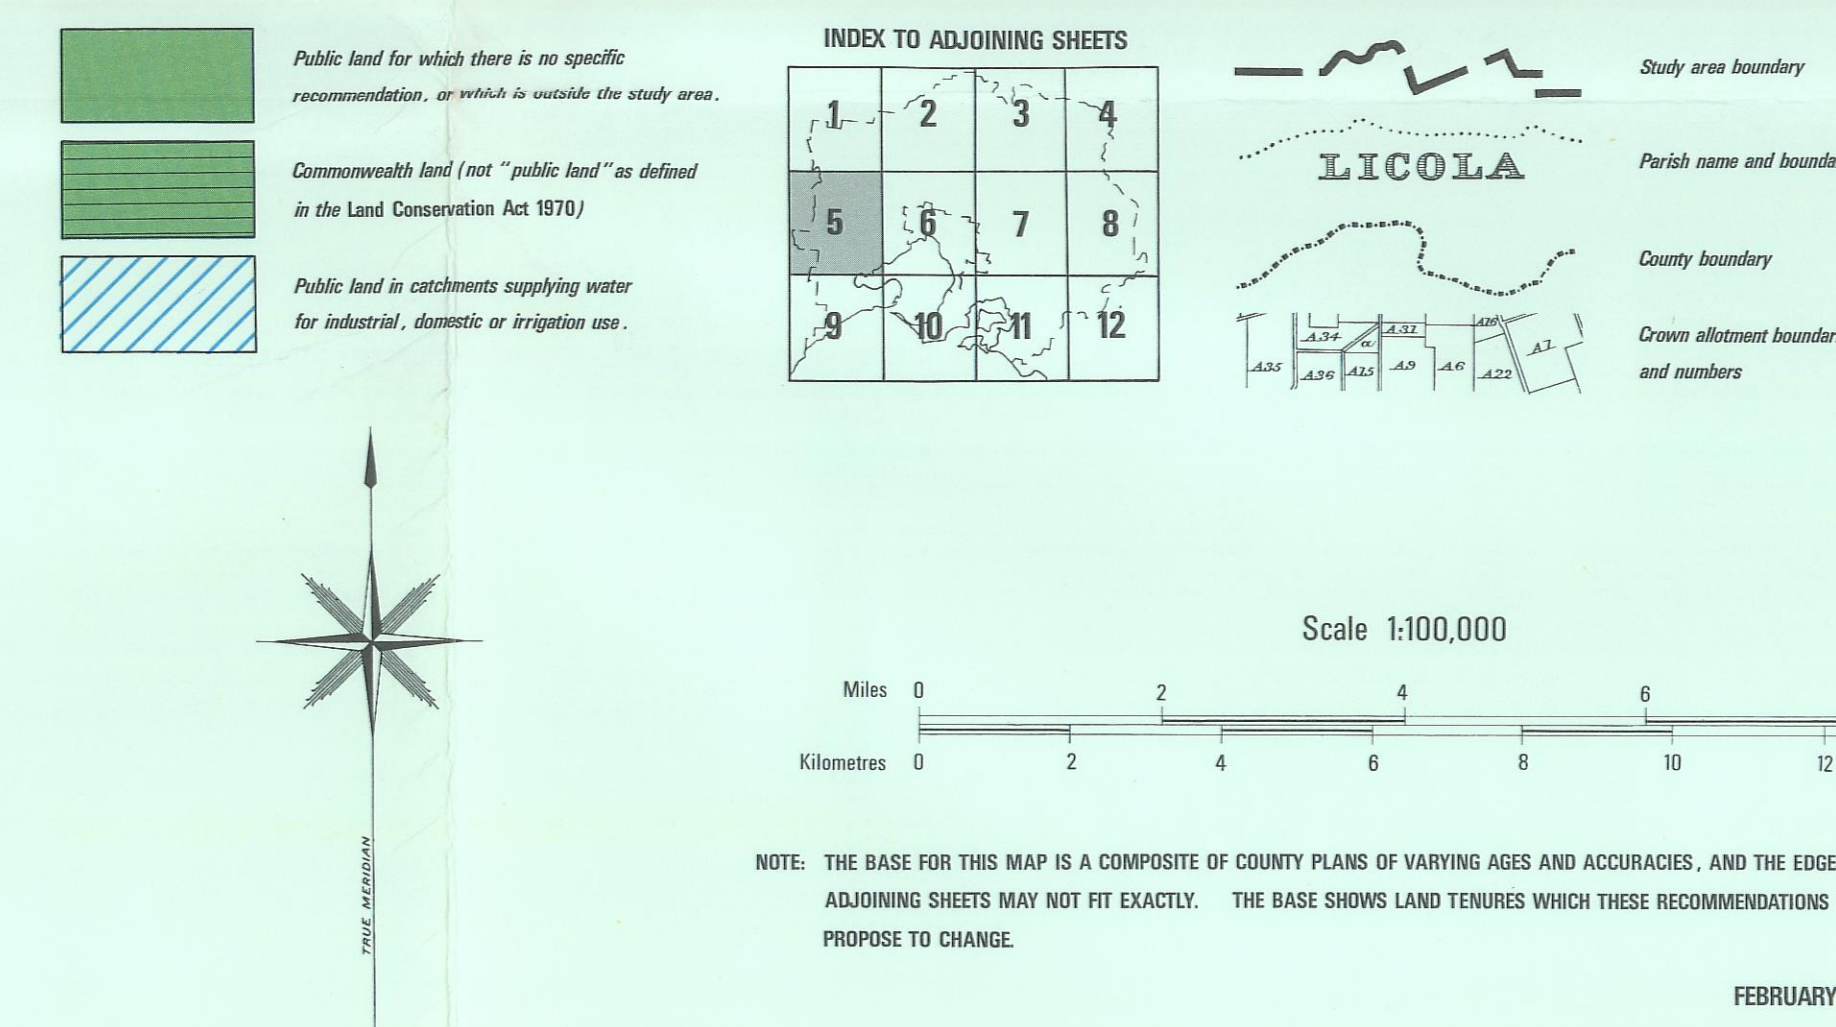 Public land for which there is no specific
recommendation, or which is outside the study area.
Commonwealth land (not "public land" as defined
in the Land Conservation Act 1970)
Public land in catchments supplying water
for industrial, domestic or irrigation use.
INDEX TO ADJOINING SHEETS
1 2 3 4
5 6 7 8
9 10 11 12
Study area boundary
LICOLA
Parish name and bounda
County boundary
A34 a A37 A16 A7
A35 A36 A15 A9 A6 A22
Crown allotment boundar
and numbers
TRUE MERIDIAN
Scale 1:100,000
Miles 0 2 4 6
Kilometres 0 2 4 6 8 10 12
NOTE: THE BASE FOR THIS MAP IS A COMPOSITE OF COUNTY PLANS OF VARYING AGES AND ACCURACIES, AND THE EDGE
ADJOINING SHEETS MAY NOT FIT EXACTLY. THE BASE SHOWS LAND TENURES WHICH THESE RECOMMENDATIONS
PROPOSE TO CHANGE.
FEBRUARY